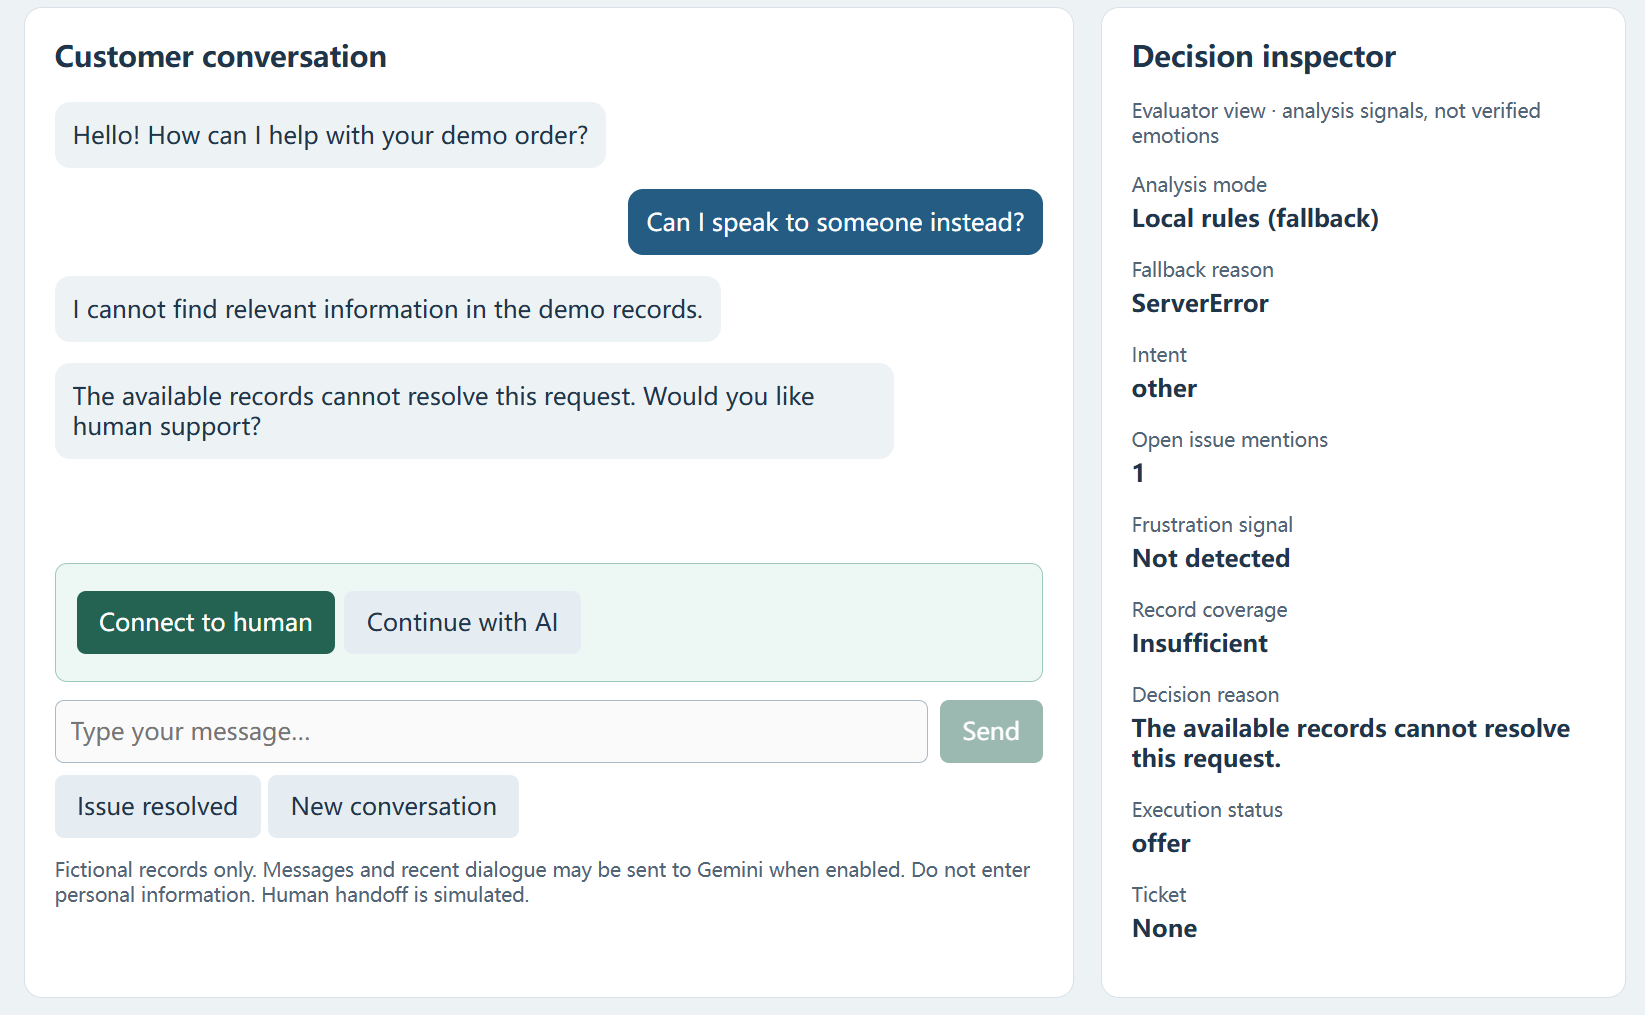 Customer conversation
Hello! How can I help with your demo order?
Can I speak to someone instead?
I cannot find relevant information in the demo records.
The available records cannot resolve this request. Would you like
human support?
Connect to human
Continue with AI
Type your message...
Send
Issue resolved
New conversation
Fictional records only. Messages and recent dialogue may be sent to Gemini when enabled. Do not enter
personal information. Human handoff is simulated.
Decision inspector
Evaluator view · analysis signals, not verified
emotions
Analysis mode
Local rules (fallback)
Fallback reason
ServerError
Intent
other
Open issue mentions
1
Frustration signal
Not detected
Record coverage
Insufficient
Decision reason
The available records cannot resolve
this request.
Execution status
offer
Ticket
None